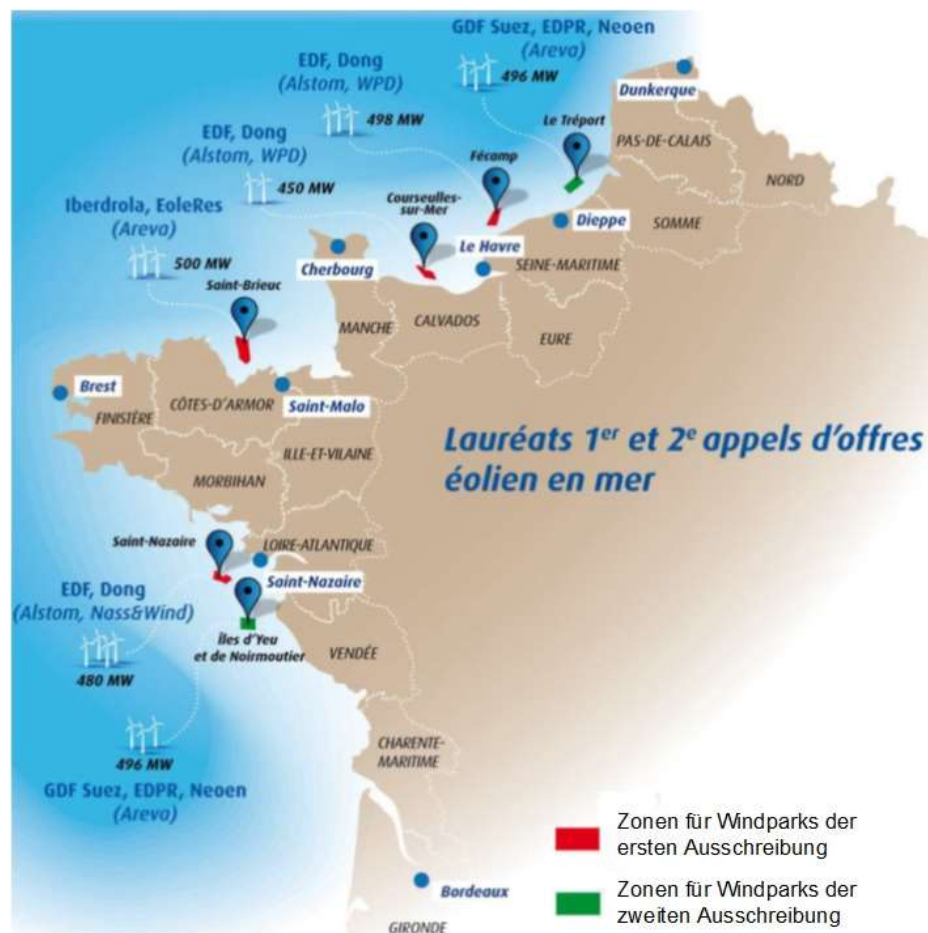 GDF Suez, EDPR, Neoen
(Areva)
496 MW
EDF, Dong
(Alstom, WPD)
498 MW
Dunkerque
Le Tréport
PAS-DE-CALAIS
EDF, Dong
(Alstom, WPD)
450 MW
Fécamp
NORD
Courseulles-
sur-Mer
Iberdrola, EoleRes
(Areva)
500 MW
Dieppe
SOMME
Saint-Brieuc
Cherbourg
Le Havre
SEINE-MARITIME
MANCHE
CALVADOS
EURE
Brest
FINISTÈRE
CÔTES-D'ARMOR
Saint-Malo
Lauréats 1er et 2e appels d'offres
éolien en mer
ILLE-ET-VILAINE
MORBIHAN
Saint-Nazaire
LOIRE-ATLANTIQUE
Saint-Nazaire
EDF, Dong
(Alstom, Nass&Wind)
480 MW
Îles d'Yeu
et de Noirmoutier
VENDÉE
496 MW
GDF Suez, EDPR, Neoen
(Areva)
CHARENTE-
MARITIME
Zonen für Windparks der
ersten Ausschreibung
Bordeaux
Zonen für Windparks der
zweiten Ausschreibung
GIRONDE